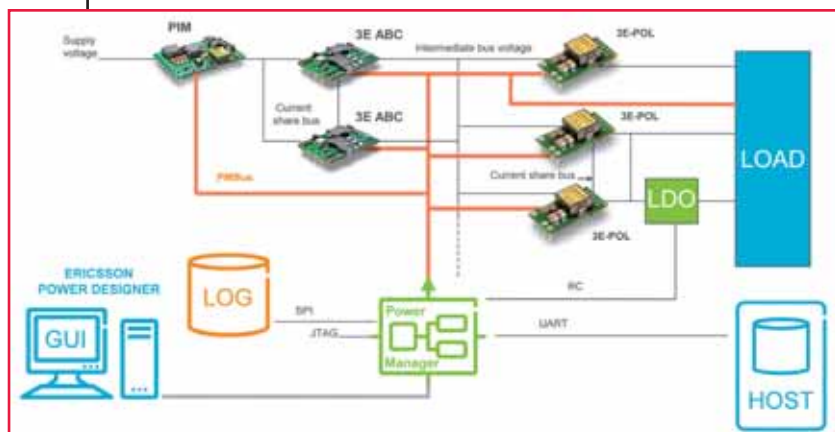 PIM
3E ABC
3E-POL
Supply
voltage
Intermediate bus voltage
3E ABC
3E-POL
Current
share bus
LOAD
PMBus
Current share bus
LDO
3E-POL
ERICSSON
POWER DESIGNER
LOG
RC
SPI
Power
UART
GUI
JTAG
Manager
HOST